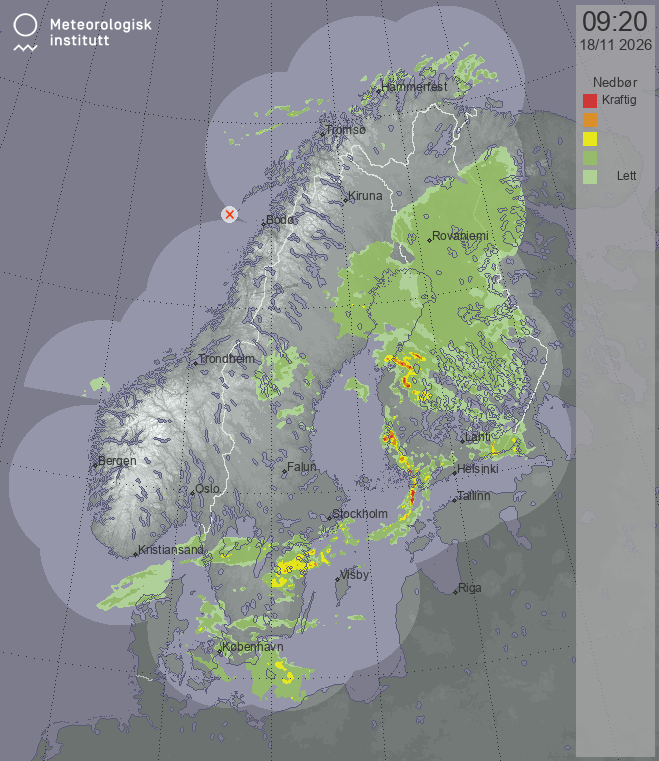 Meteorologisk
institutt
09:20
18/11 2026
Nedbør
Kraftig
Lett
Hammerfest
Tromsø
Kiruna
Bodø
Rovaniemi
Trondheim
Lahti
Bergen
Falun
Helsinki
Oslo
Tallinn
Stockholm
Kristiansand
Visby
Riga
København